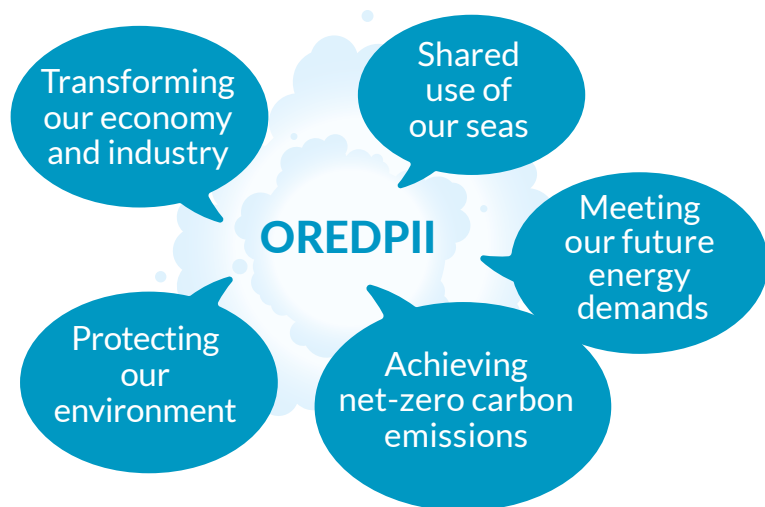 Transforming
our economy
and industry
Shared
use of
our seas
OREDPII
Meeting
our future
energy
demands
Protecting
our
environment
Achieving
net-zero carbon
emissions